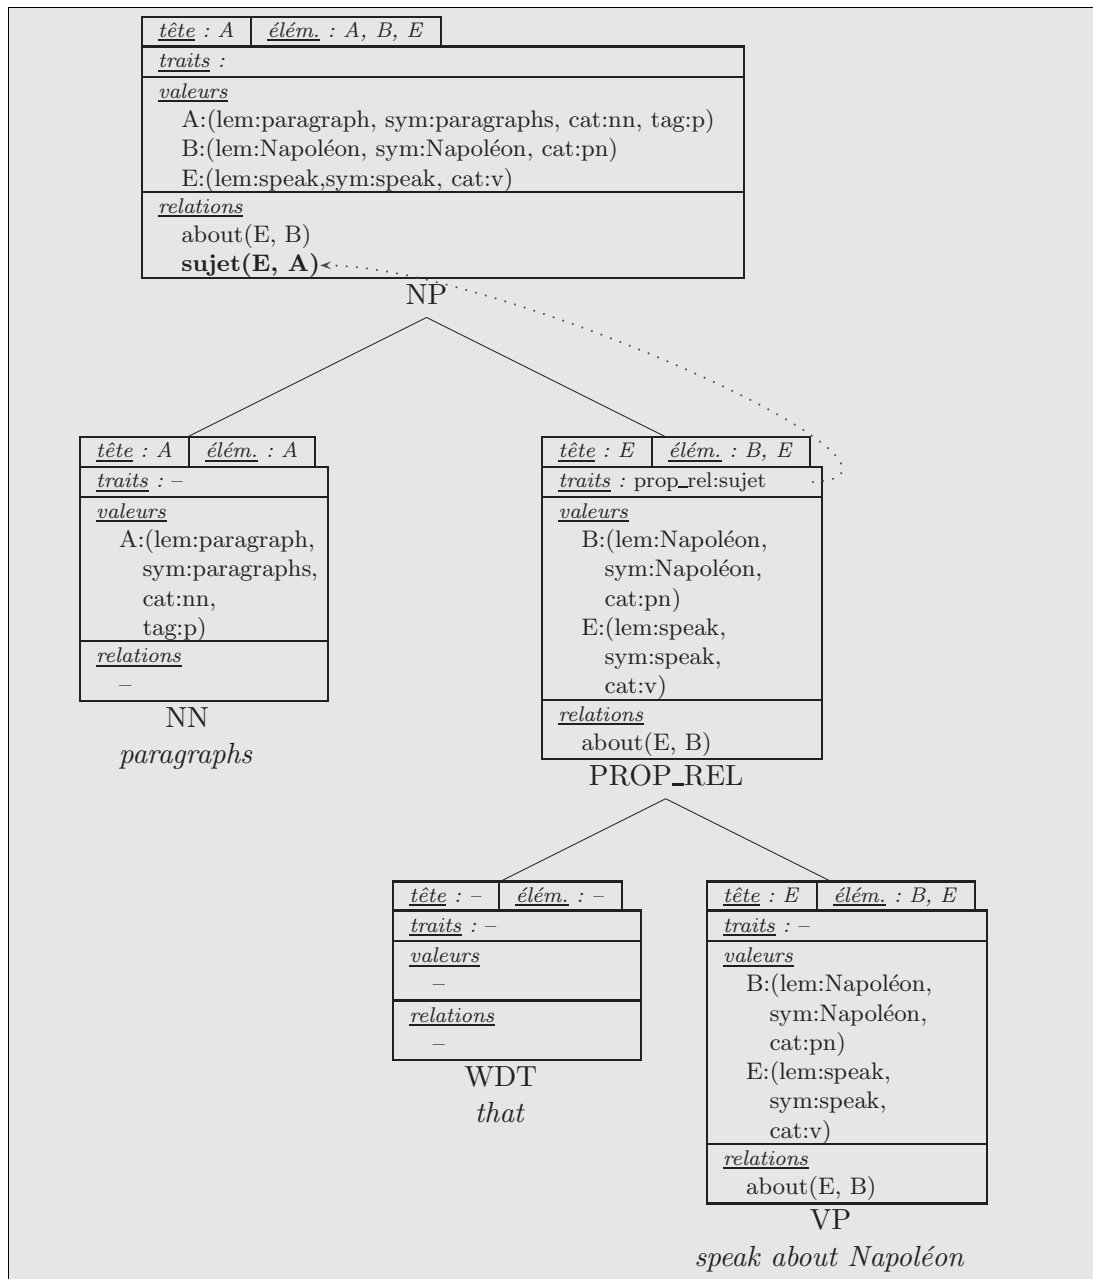 tête : A élém. : A, B, E
traits :
valeurs
A:(lem:paragraph, sym:paragraphs, cat:nn, tag:p)
B:(lem:Napoléon, sym:Napoléon, cat:pn)
E:(lem:speak,sym:speak, cat:v)
relations
about(E, B)
sujet(E, A)
NP
tête : A élém. : A
traits : –
valeurs
A:(lem:paragraph,
sym:paragraphs,
cat:nn,
tag:p)
relations
–
NN
paragraphs
tête : E élém. : B, E
traits : prop_rel:sujet
valeurs
B:(lem:Napoléon,
sym:Napoléon,
cat:pn)
E:(lem:speak,
sym:speak,
cat:v)
relations
about(E, B)
PROP_REL
tête : – élém. : –
traits : –
valeurs
–
relations
–
WDT
that
tête : E élém. : B, E
traits : –
valeurs
B:(lem:Napoléon,
sym:Napoléon,
cat:pn)
E:(lem:speak,
sym:speak,
cat:v)
relations
about(E, B)
VP
speak about Napoléon